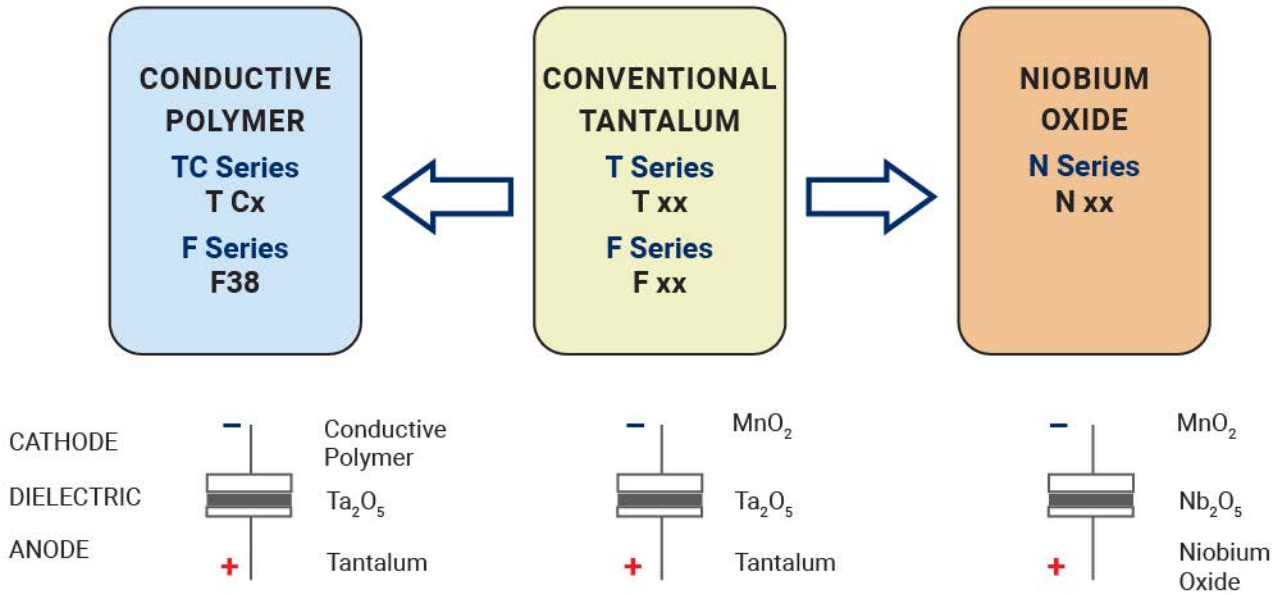 CONDUCTIVE
POLYMER
TC Series
T Cx
F Series
F38
CONVENTIONAL
TANTALUM
T Series
T xx
F Series
F xx
NIOBIUM
OXIDE
N Series
N xx
CATHODE
DIELECTRIC
ANODE
−
Conductive
Polymer
Ta₂O₅
+
Tantalum
−
MnO₂
Ta₂O₅
+
Tantalum
−
MnO₂
Nb₂O₅
+
Niobium
Oxide